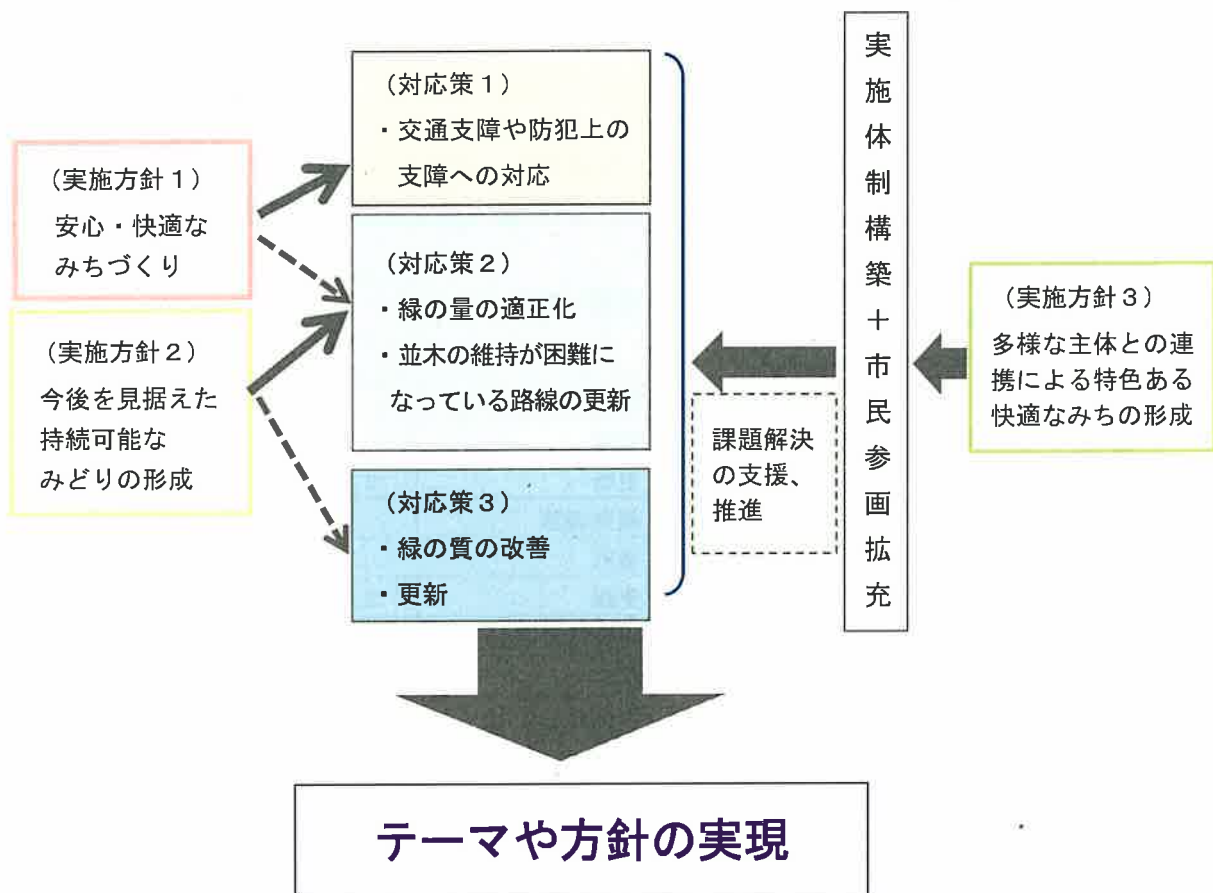 （実施方針１）
安心・快適な
みちづくり
（実施方針２）
今後を見据えた
持続可能な
みどりの形成
（対応策１）
・交通支障や防犯上の
支障への対応
（対応策２）
・緑の量の適正化
・並木の維持が困難に
なっている路線の更新
（対応策３）
・緑の質の改善
・更新
課題解決
の支援、
推進
実施体制構築＋市民参画拡充
（実施方針３）
多様な主体との連
携による特色ある
快適なみちの形成
テーマや方針の実現